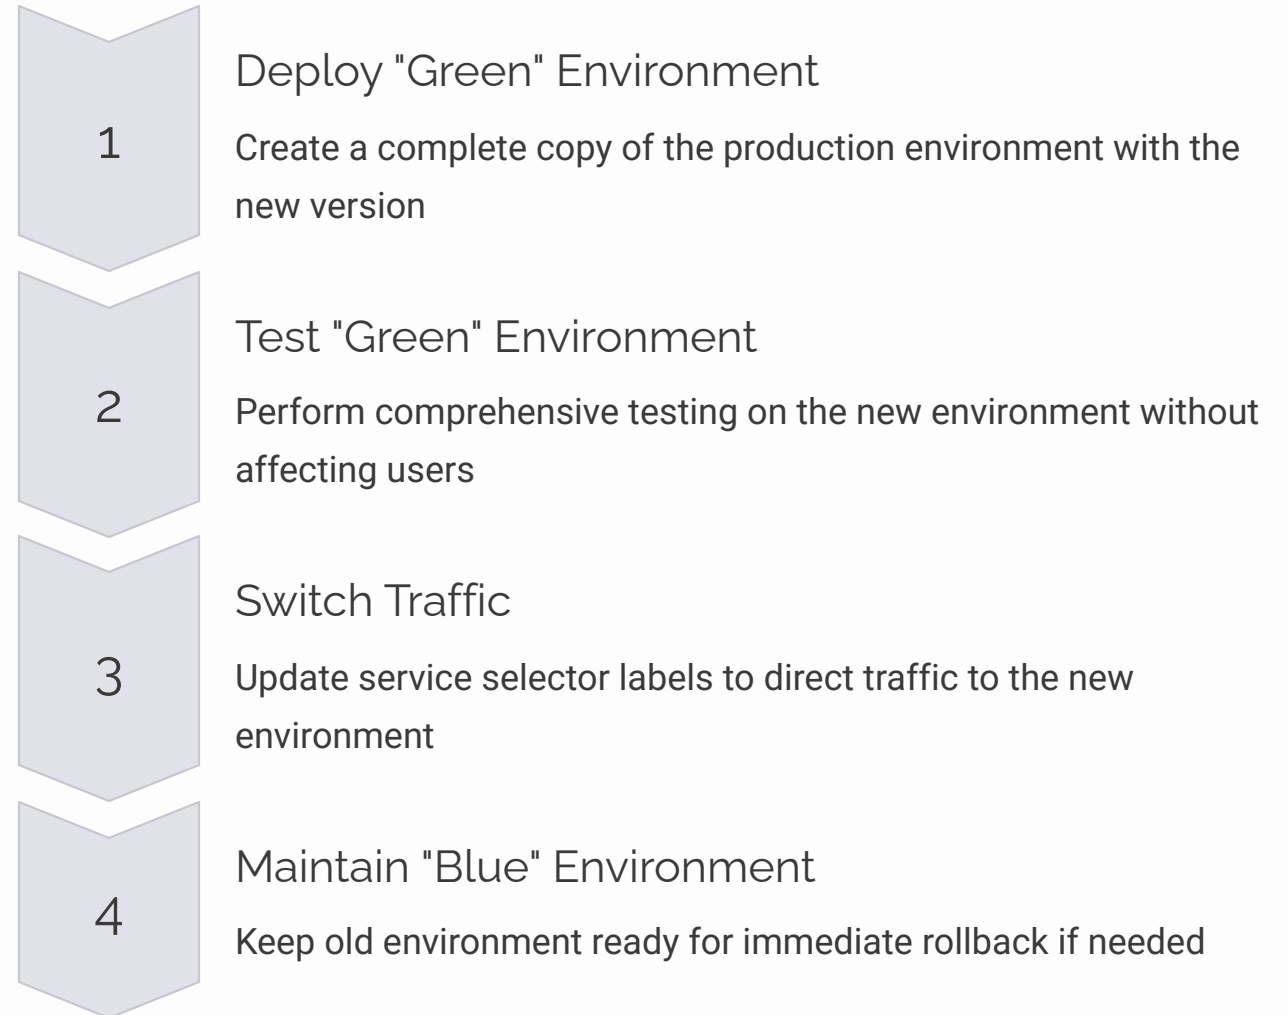 1
Deploy "Green" Environment
Create a complete copy of the production environment with the
new version
2
Test "Green" Environment
Perform comprehensive testing on the new environment without
affecting users
3
Switch Traffic
Update service selector labels to direct traffic to the new
environment
4
Maintain "Blue" Environment
Keep old environment ready for immediate rollback if needed